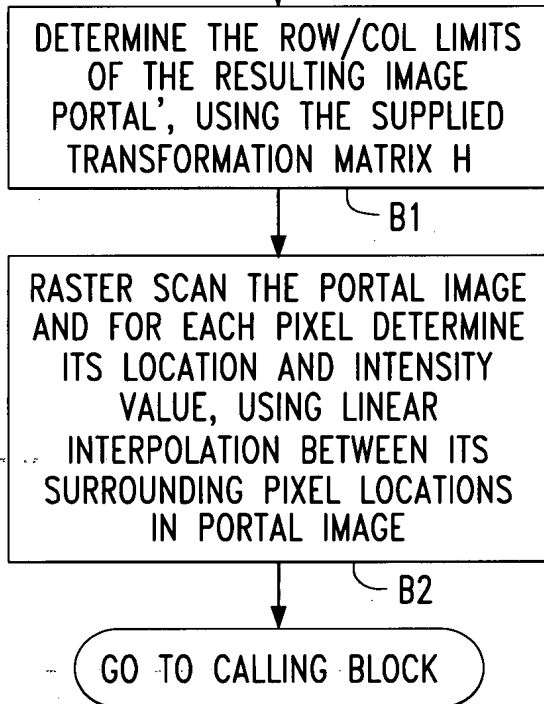 DETERMINE THE ROW/COL LIMITS
OF THE RESULTING IMAGE
PORTAL', USING THE SUPPLIED
TRANSFORMATION MATRIX H
B1
RASTER SCAN THE PORTAL IMAGE
AND FOR EACH PIXEL DETERMINE
ITS LOCATION AND INTENSITY
VALUE, USING LINEAR
INTERPOLATION BETWEEN ITS
SURROUNDING PIXEL LOCATIONS
IN PORTAL IMAGE
B2
GO TO CALLING BLOCK